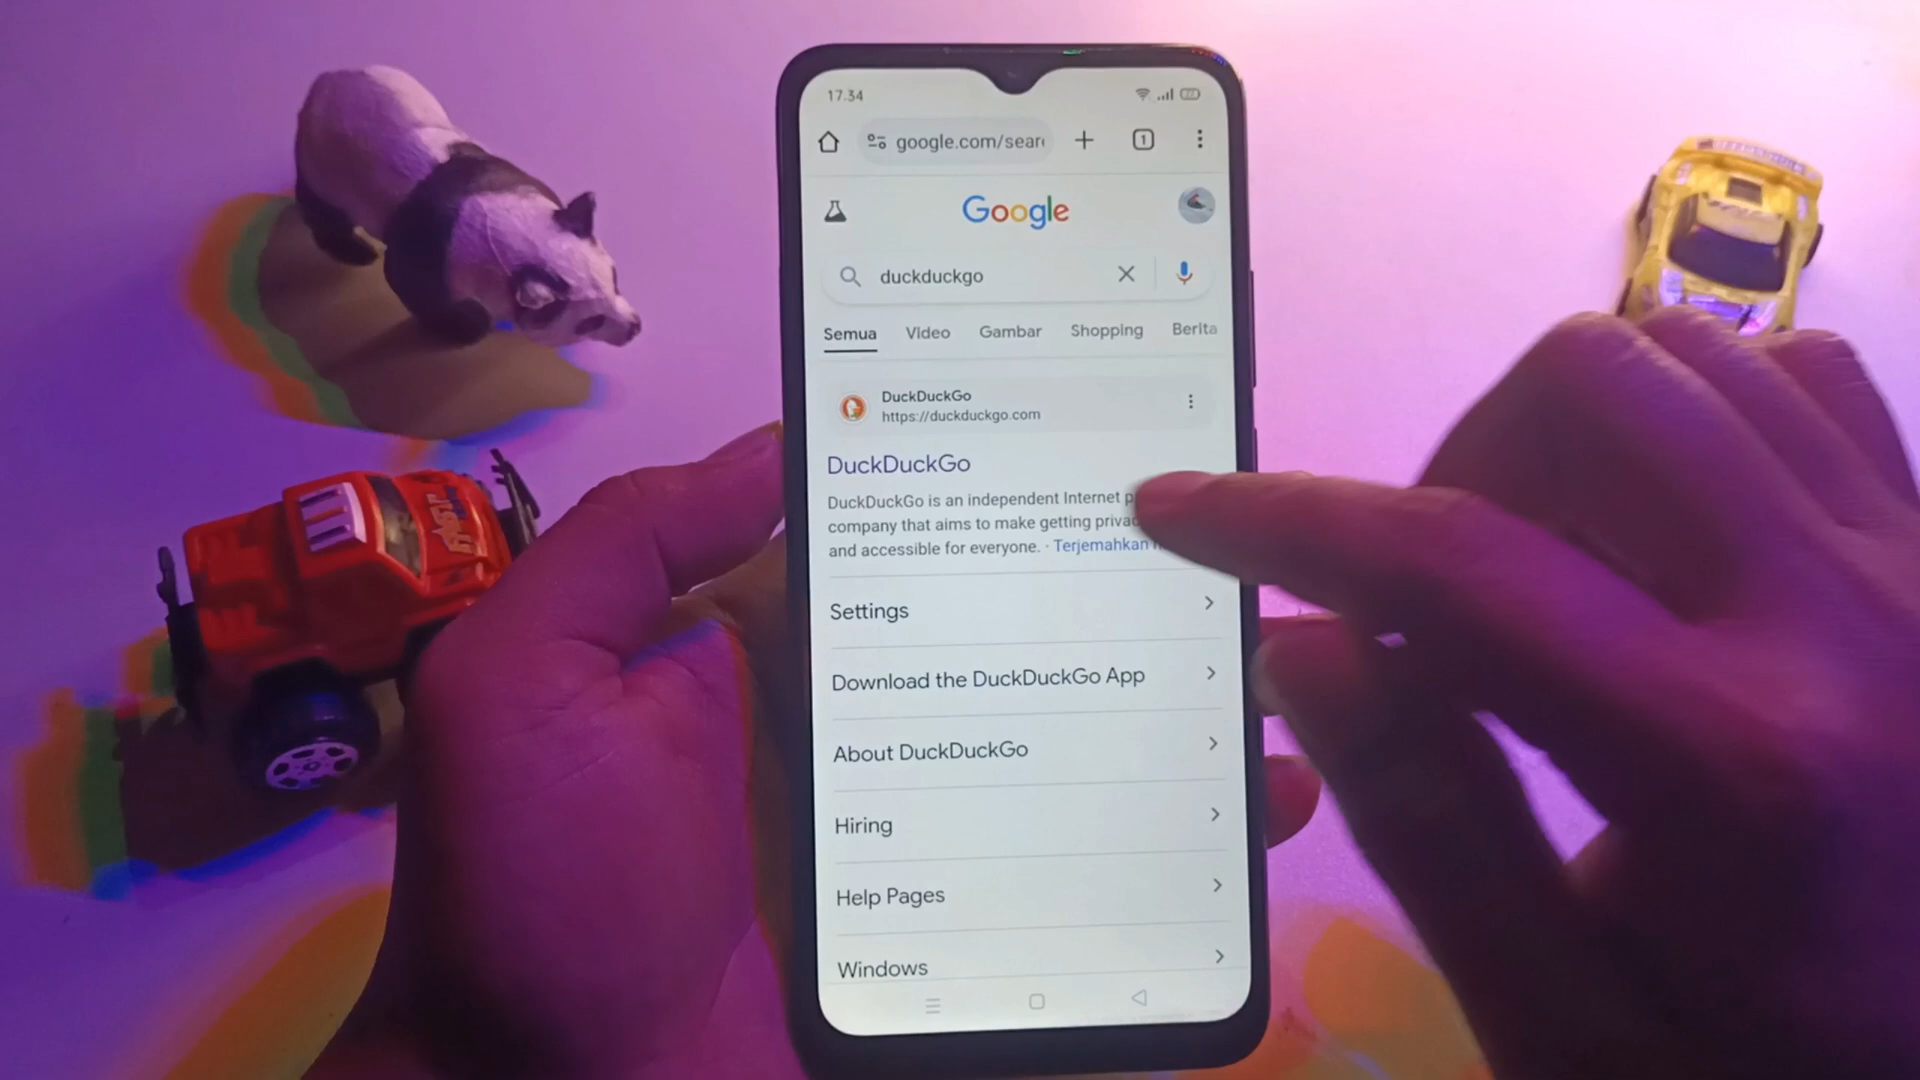 17.34
google.com/sear
1
Google
duckduckgo
Semua Video Gambar Shopping Berita
DuckDuckGo
https://duckduckgo.com
DuckDuckGo
DuckDuckGo is an independent Internet p
company that aims to make getting privac
and accessible for everyone. · Terjemahkan
Settings
Download the DuckDuckGo App
About DuckDuckGo
Hiring
Help Pages
Windows